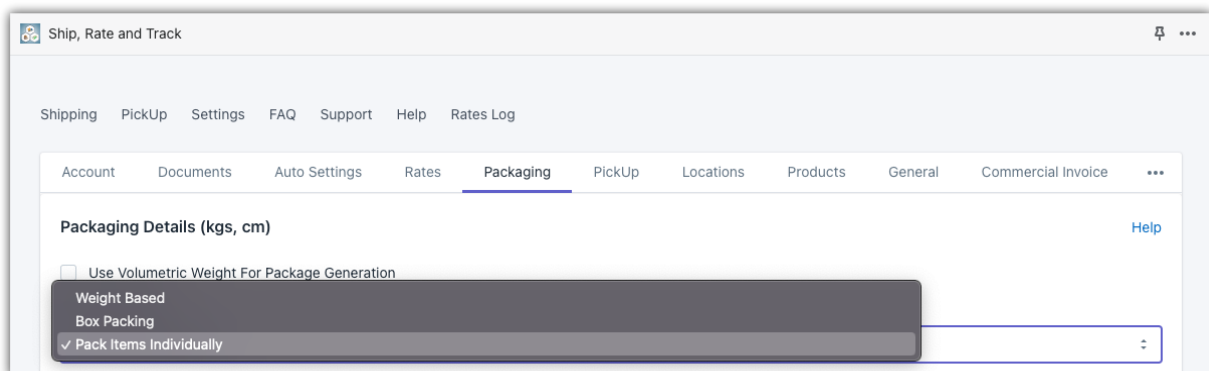 Ship, Rate and Track
Shipping PickUp Settings FAQ Support Help Rates Log
Account Documents Auto Settings Rates Packaging PickUp Locations Products General Commercial Invoice
Packaging Details (kgs, cm) Help
Use Volumetric Weight For Package Generation
Weight Based
Box Packing
✓ Pack Items Individually